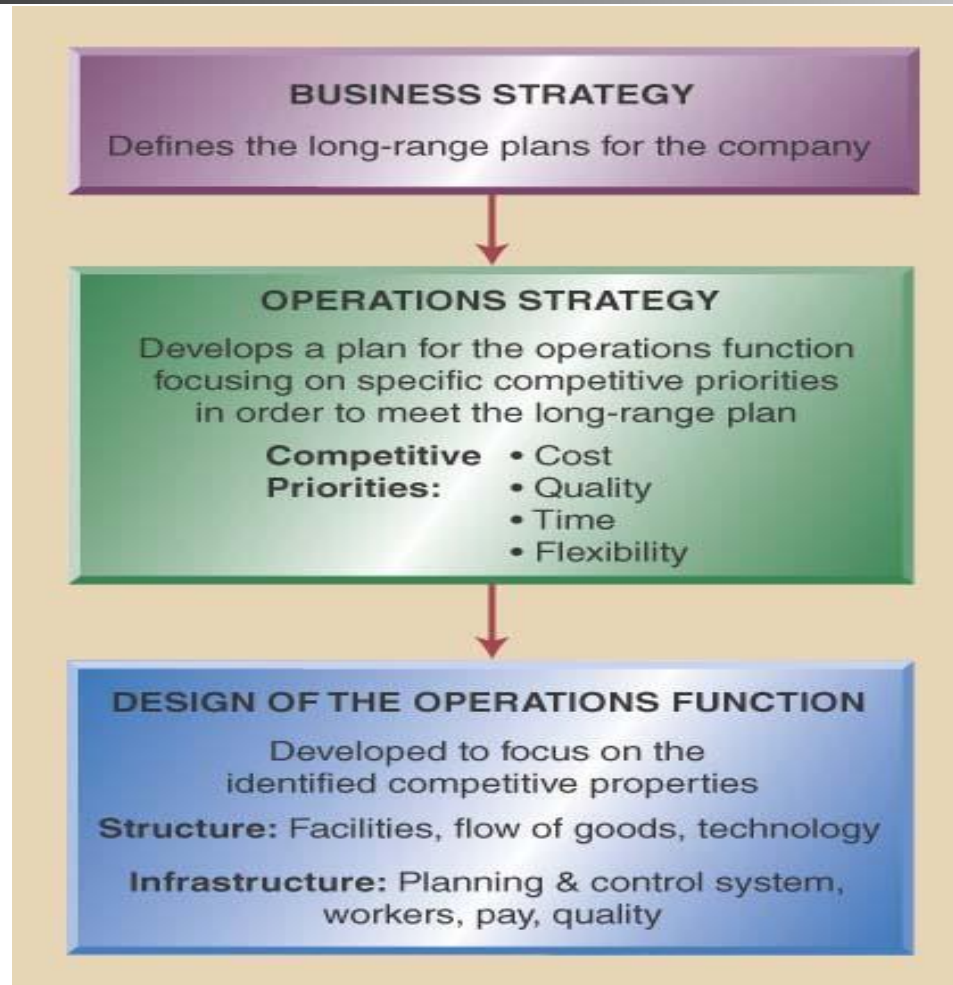 BUSINESS STRATEGY
Defines the long-range plans for the company
OPERATIONS STRATEGY
Develops a plan for the operations function
focusing on specific competitive priorities
in order to meet the long-range plan
Competitive • Cost
Priorities: • Quality
• Time
• Flexibility
DESIGN OF THE OPERATIONS FUNCTION
Developed to focus on the
identified competitive properties
Structure: Facilities, flow of goods, technology
Infrastructure: Planning & control system,
workers, pay, quality